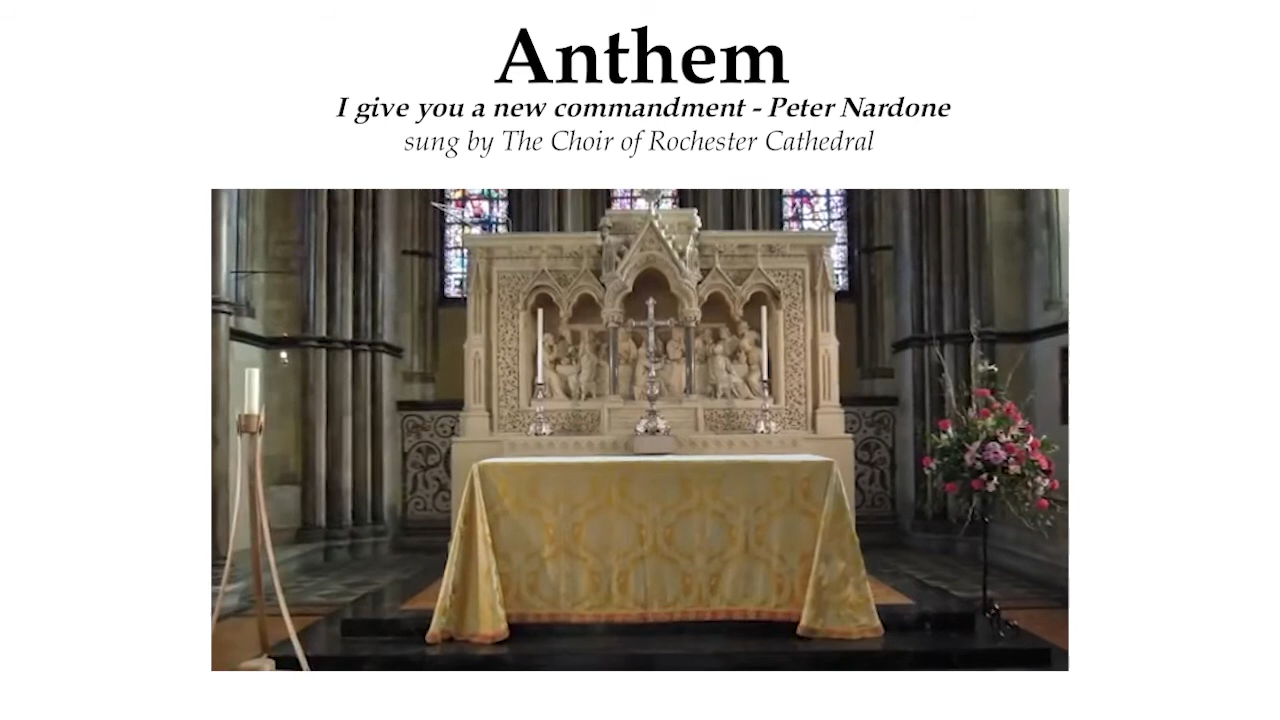 Anthem
I give you a new commandment - Peter Nardone
sung by The Choir of Rochester Cathedral